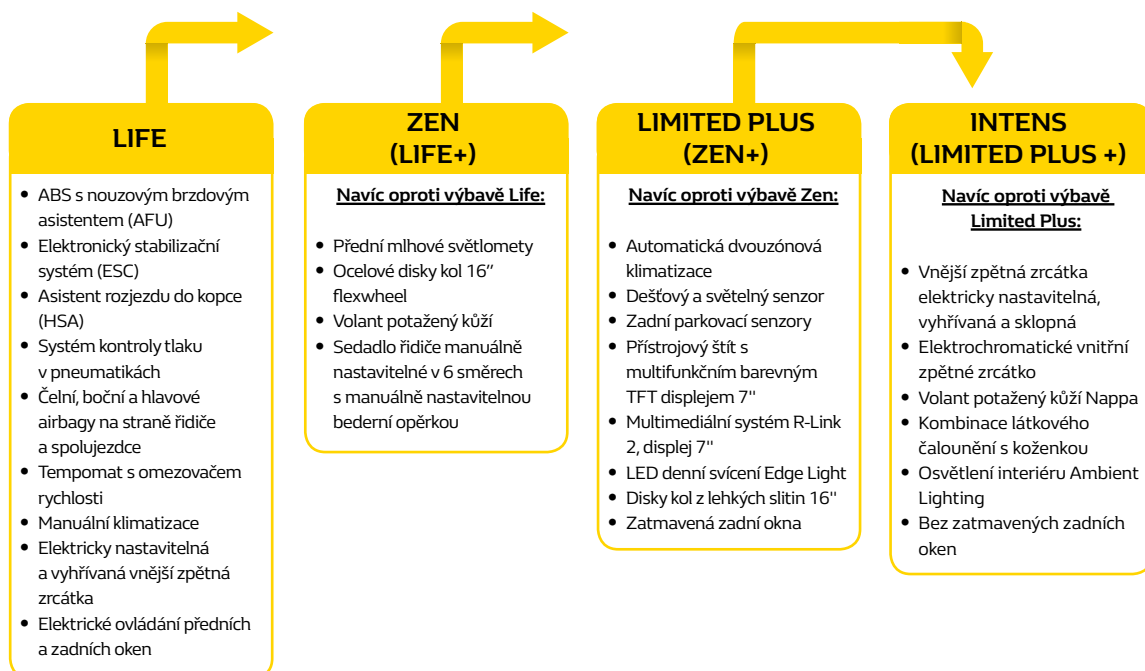 LIFE
• ABS s nouzovým brzdovým
asistentem (AFU)
• Elektronický stabilizační
systém (ESC)
• Asistent rozjezdu do kopce
(HSA)
• Systém kontroly tlaku
v pneumatikách
• Čelní, boční a hlavové
airbagy na straně řidiče
a spolujezdce
• Tempomat s omezovačem
rychlosti
• Manuální klimatizace
• Elektricky nastavitelná
a vyhřívaná vnější zpětná
zrcátka
• Elektrické ovládání předních
a zadních oken
ZEN
(LIFE+)
Navíc oproti výbavě Life:
• Přední mlhové světlomety
• Ocelové disky kol 16”
flexwheel
• Volant potažený kůží
• Sedadlo řidiče manuálně
nastavitelné v 6 směrech
s manuálně nastavitelnou
bederní opěrkou
LIMITED PLUS
(ZEN+)
Navíc oproti výbavě Zen:
• Automatická dvouzónová
klimatizace
• Dešťový a světelný senzor
• Zadní parkovací senzory
• Přístrojový štít s
multifunkčním barevným
TFT displejem 7"
• Multimediální systém R-Link
2, displej 7"
• LED denní svícení Edge Light
• Disky kol z lehkých slitin 16"
• Zatmavená zadní okna
INTENS
(LIMITED PLUS +)
Navíc oproti výbavě
Limited Plus:
• Vnější zpětná zrcátka
elektricky nastavitelná,
vyhřívaná a sklopná
• Elektrochromatické vnitřní
zpětné zrcátko
• Volant potažený kůží Nappa
• Kombinace látkového
čalounění s koženkou
• Osvětlení interiéru Ambient
Lighting
• Bez zatmavených zadních
oken